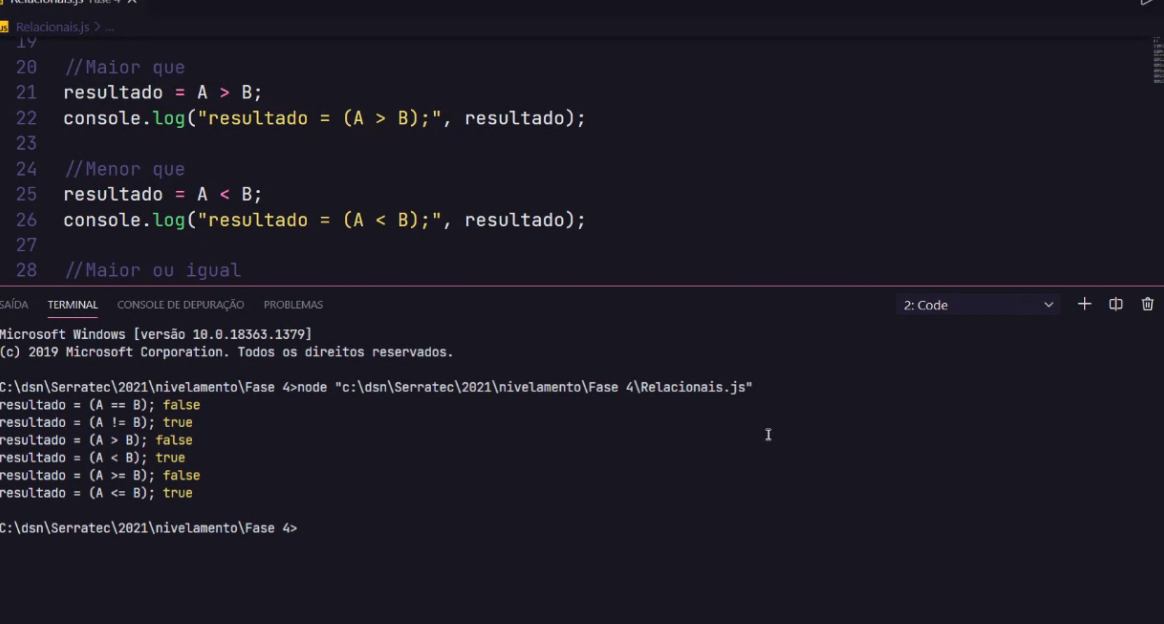 Relacionais.js Fase 4
JS Relacionais.js > ...
19
20 //Maior que
21 resultado = A > B;
22 console.log("resultado = (A > B);", resultado);
23
24 //Menor que
25 resultado = A < B;
26 console.log("resultado = (A < B);", resultado);
27
28 //Maior ou igual
SAÍDA TERMINAL CONSOLE DE DEPURAÇÃO PROBLEMAS 2: Code
Microsoft Windows [versão 10.0.18363.1379]
(c) 2019 Microsoft Corporation. Todos os direitos reservados.
C:\dsn\Serratec\2021\nivelamento\Fase 4>node "c:\dsn\Serratec\2021\nivelamento\Fase 4\Relacionais.js"
resultado = (A == B); false
resultado = (A != B); true
resultado = (A > B); false
resultado = (A < B); true
resultado = (A >= B); false
resultado = (A <= B); true
C:\dsn\Serratec\2021\nivelamento\Fase 4>